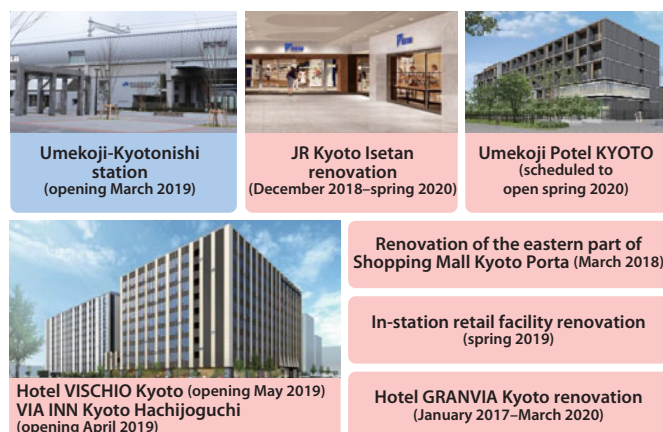 Umekoji-Kyotonishi
station
(opening March 2019)
JR Kyoto Isetan
renovation
(December 2018–spring 2020)
Umekoji Potel KYOTO
(scheduled to
open spring 2020)
Renovation of the eastern part of
Shopping Mall Kyoto Porta (March 2018)
In-station retail facility renovation
(spring 2019)
Hotel VISCHIO Kyoto (opening May 2019)
VIA INN Kyoto Hachijoguchi
(opening April 2019)
Hotel GRANVIA Kyoto renovation
(January 2017–March 2020)